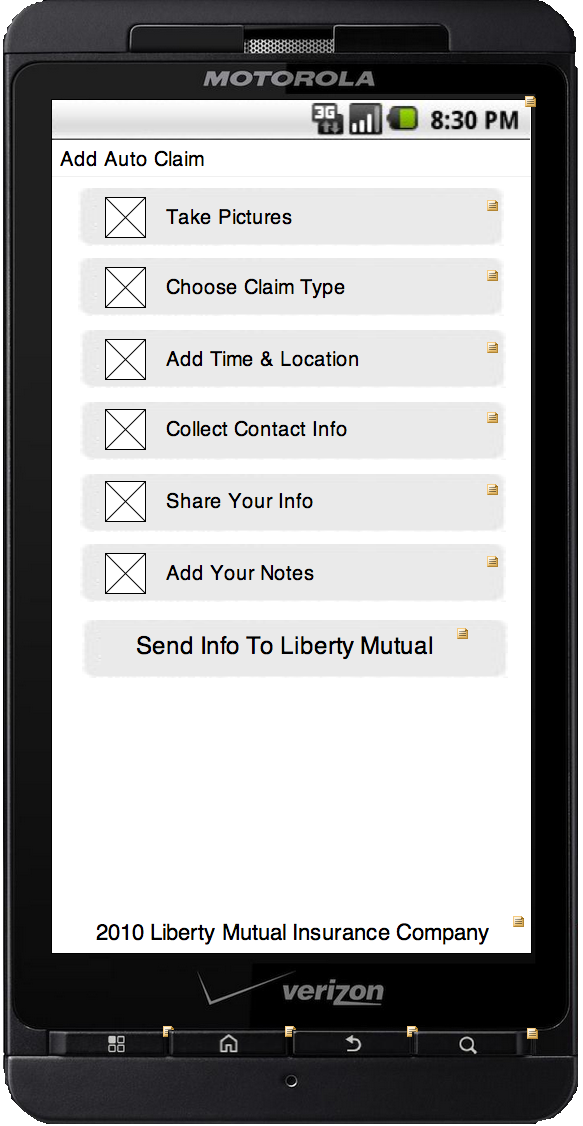 MOTOROLA
3G 8:30 PM
Add Auto Claim
Take Pictures
Choose Claim Type
Add Time & Location
Collect Contact Info
Share Your Info
Add Your Notes
Send Info To Liberty Mutual
2010 Liberty Mutual Insurance Company
verizon